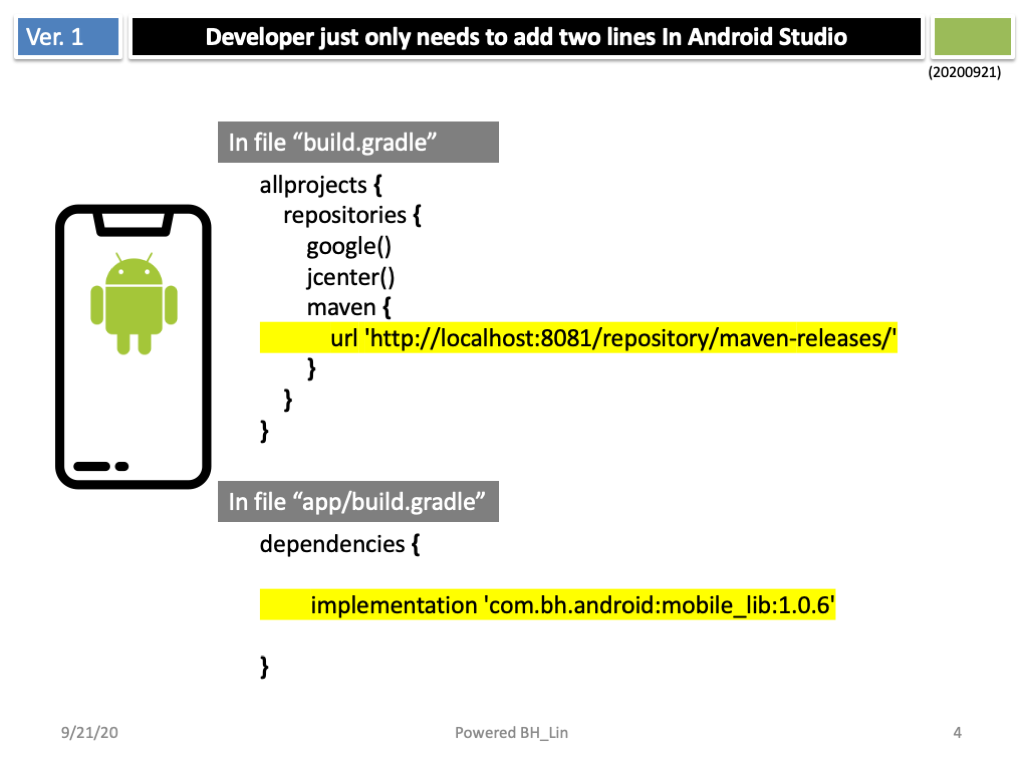 Ver. 1
Developer just only needs to add two lines In Android Studio
(20200921)
In file “build.gradle”
allprojects {
repositories {
google()
jcenter()
maven {
url 'http://localhost:8081/repository/maven-releases/'
}
}
}
In file “app/build.gradle”
dependencies {
implementation 'com.bh.android:mobile_lib:1.0.6'
}
9/21/20
Powered BH_Lin
4